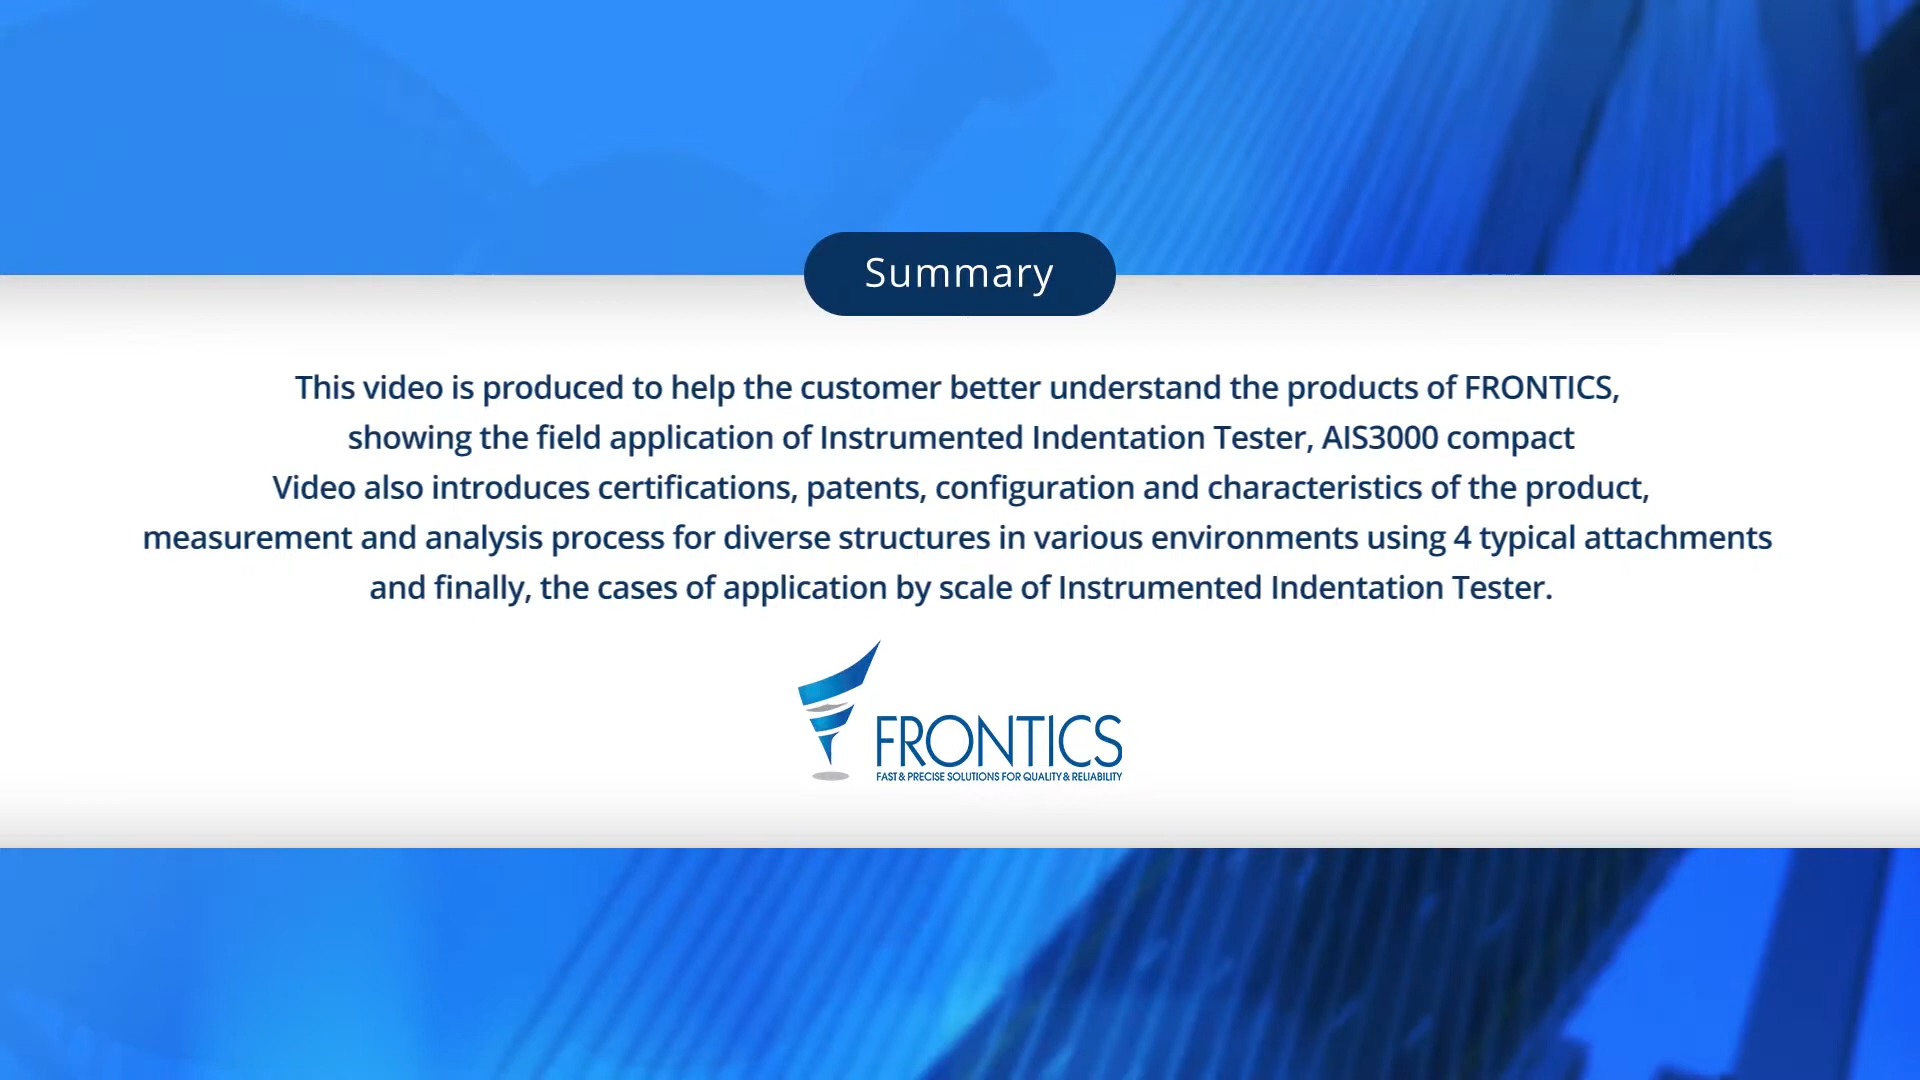 Summary
This video is produced to help the customer better understand the products of FRONTICS,
showing the field application of Instrumented Indentation Tester, AIS3000 compact
Video also introduces certifications, patents, configuration and characteristics of the product,
measurement and analysis process for diverse structures in various environments using 4 typical attachments
and finally, the cases of application by scale of Instrumented Indentation Tester.
FRONTICS
FAST & PRECISE SOLUTIONS FOR QUALITY & RELIABILITY